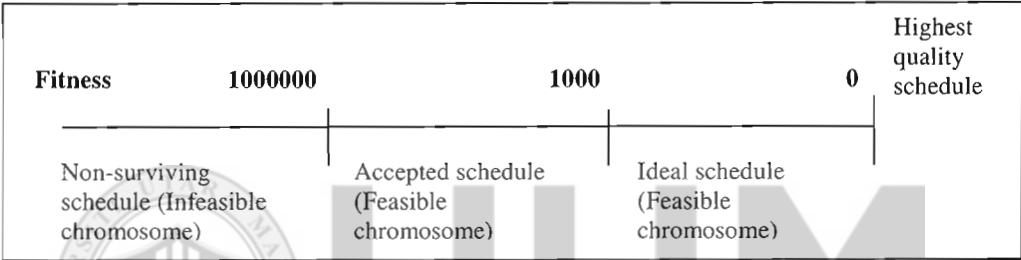 Highest
quality
schedule
Fitness 1000000 1000 0
Non-surviving
schedule (Infeasible
chromosome)
Accepted schedule
(Feasible
chromosome)
Ideal schedule
(Feasible
chromosome)
UUM